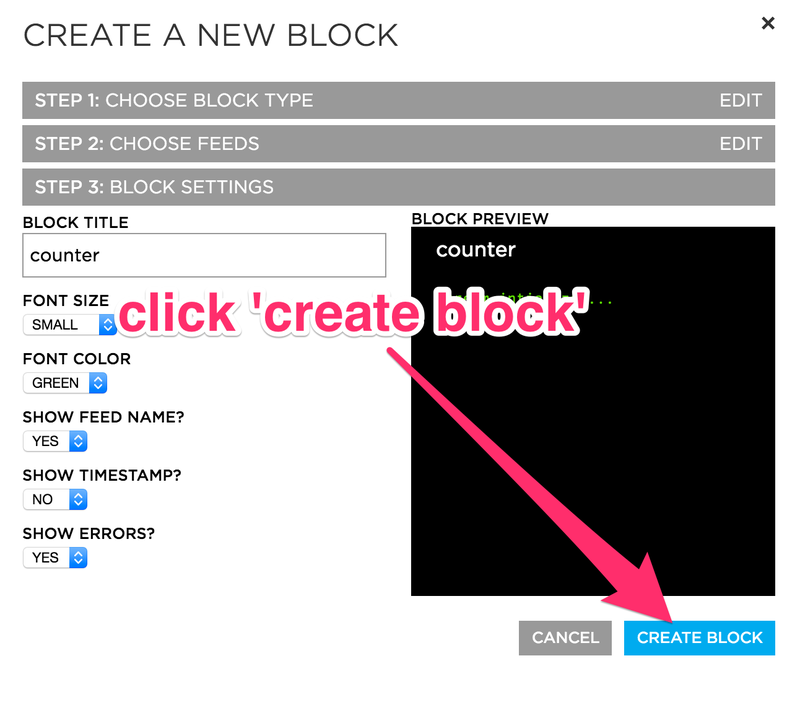 CREATE A NEW BLOCK
×
STEP 1: CHOOSE BLOCK TYPE EDIT
STEP 2: CHOOSE FEEDS EDIT
STEP 3: BLOCK SETTINGS
BLOCK TITLE
counter
FONT SIZE
SMALL
FONT COLOR
GREEN
SHOW FEED NAME?
YES
SHOW TIMESTAMP?
NO
SHOW ERRORS?
YES
BLOCK PREVIEW
counter
click 'create block'
CANCEL
CREATE BLOCK